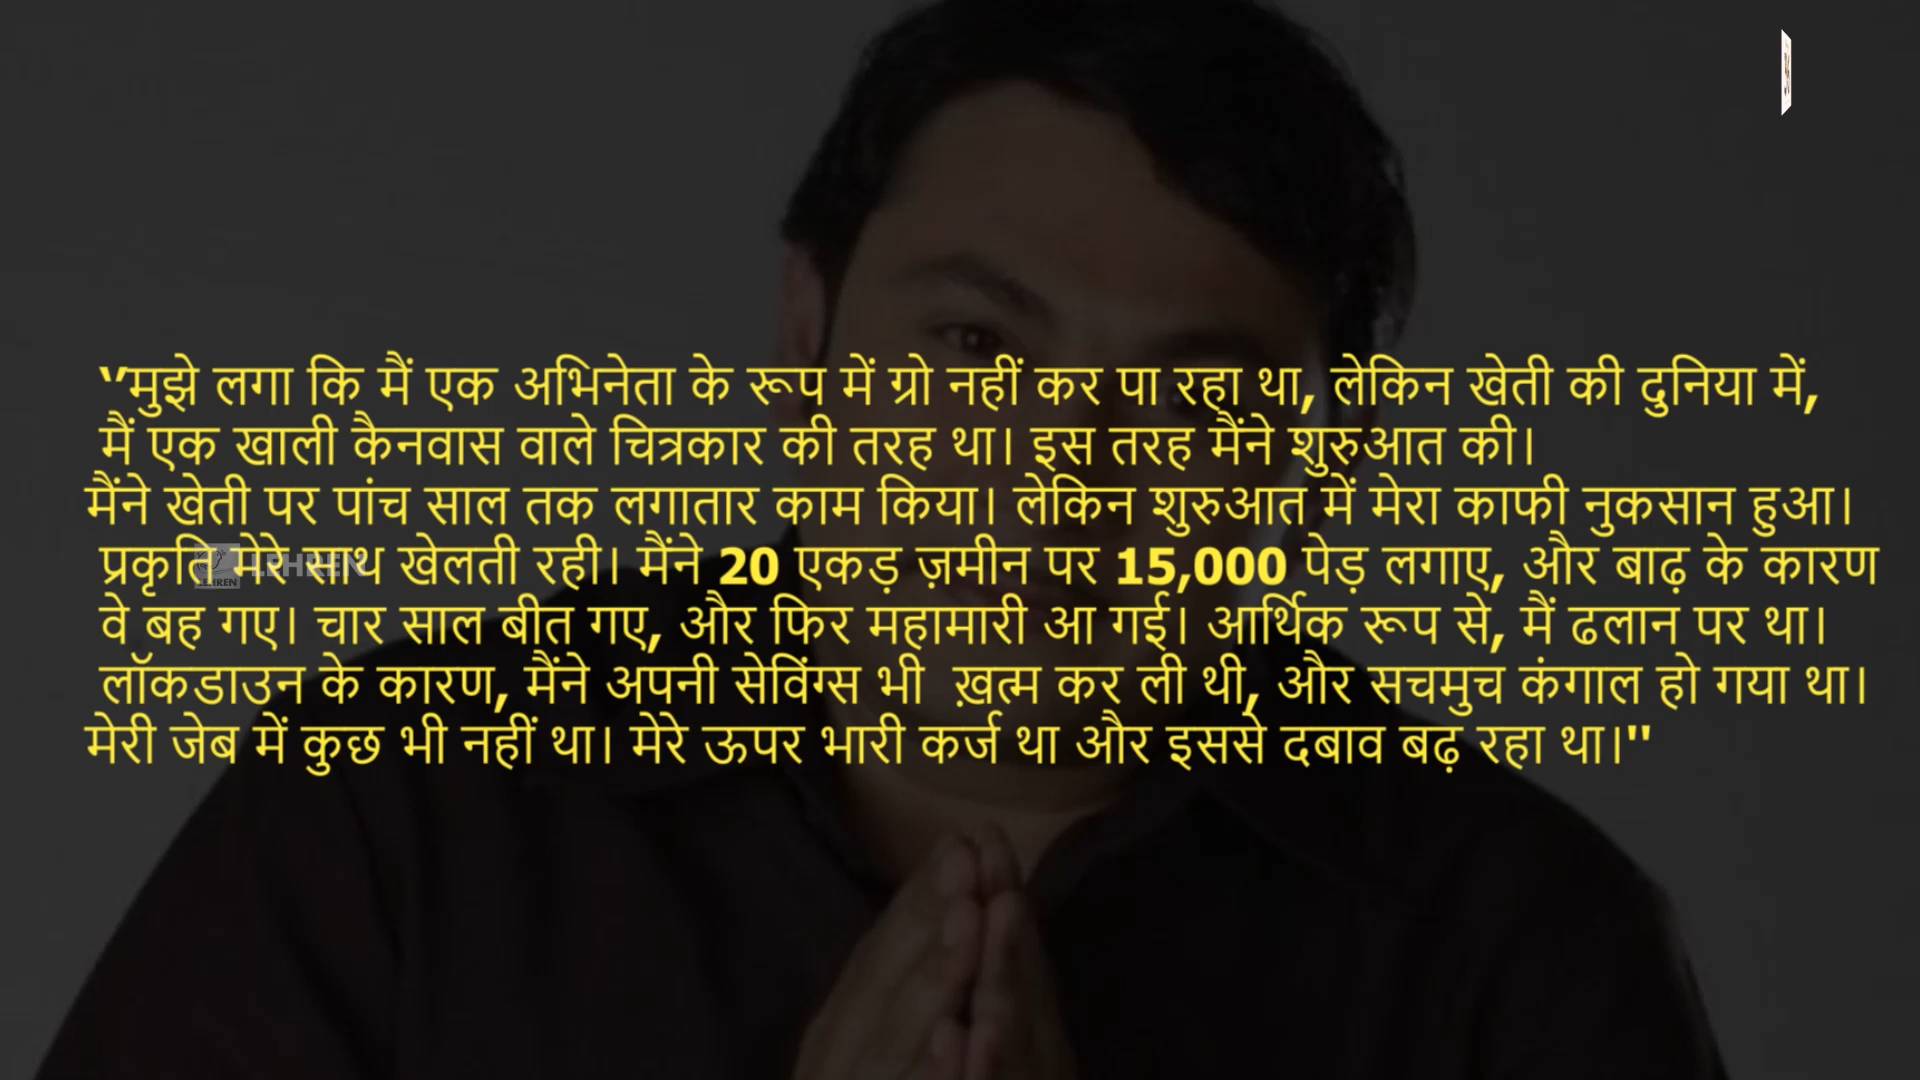 ‘’मुझे लगा कि मैं एक अभिनेता के रूप में ग्रो नहीं कर पा रहा था, लेकिन खेती की दुनिया में,
मैं एक खाली कैनवास वाले चित्रकार की तरह था। इस तरह मैंने शुरुआत की।
मैंने खेती पर पांच साल तक लगातार काम किया। लेकिन शुरुआत में मेरा काफी नुकसान हुआ।
प्रकृति मेरे साथ खेलती रही। मैंने 20 एकड़ ज़मीन पर 15,000 पेड़ लगाए, और बाढ़ के कारण
वे बह गए। चार साल बीत गए, और फिर महामारी आ गई। आर्थिक रूप से, मैं ढलान पर था।
लॉकडाउन के कारण, मैंने अपनी सेविंग्स भी ख़त्म कर ली थी, और सचमुच कंगाल हो गया था।
मेरी जेब में कुछ भी नहीं था। मेरे ऊपर भारी कर्ज था और इससे दबाव बढ़ रहा था।"
LEHREN LEHREN